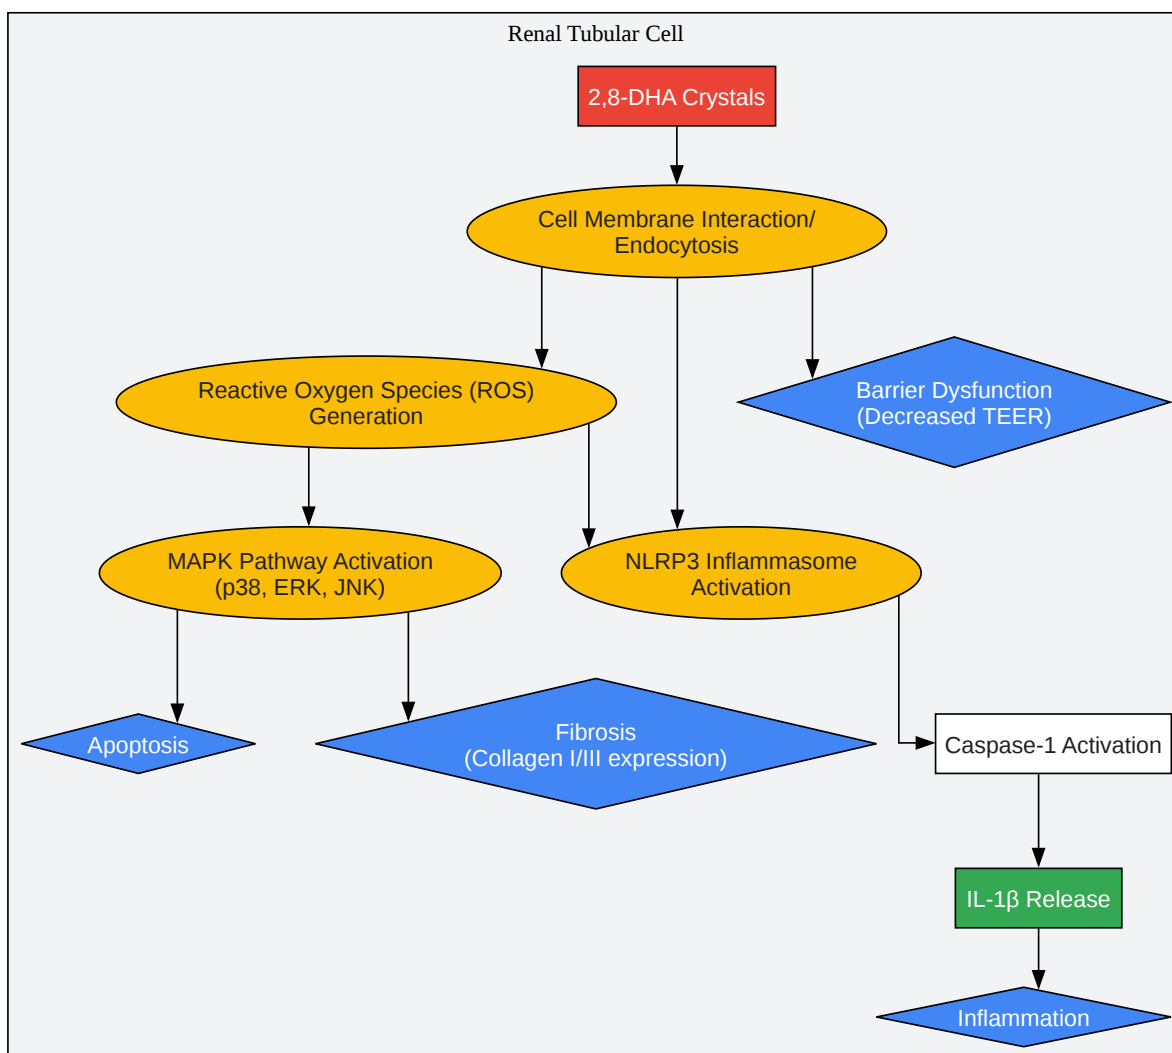 Renal Tubular Cell
2,8-DHA Crystals
Cell Membrane Interaction/
Endocytosis
Reactive Oxygen Species (ROS)
Generation
Barrier Dysfunction
(Decreased TEER)
MAPK Pathway Activation
(p38, ERK, JNK)
NLRP3 Inflammasome
Activation
Apoptosis
Fibrosis
(Collagen I/III expression)
Caspase-1 Activation
IL-1β Release
Inflammation